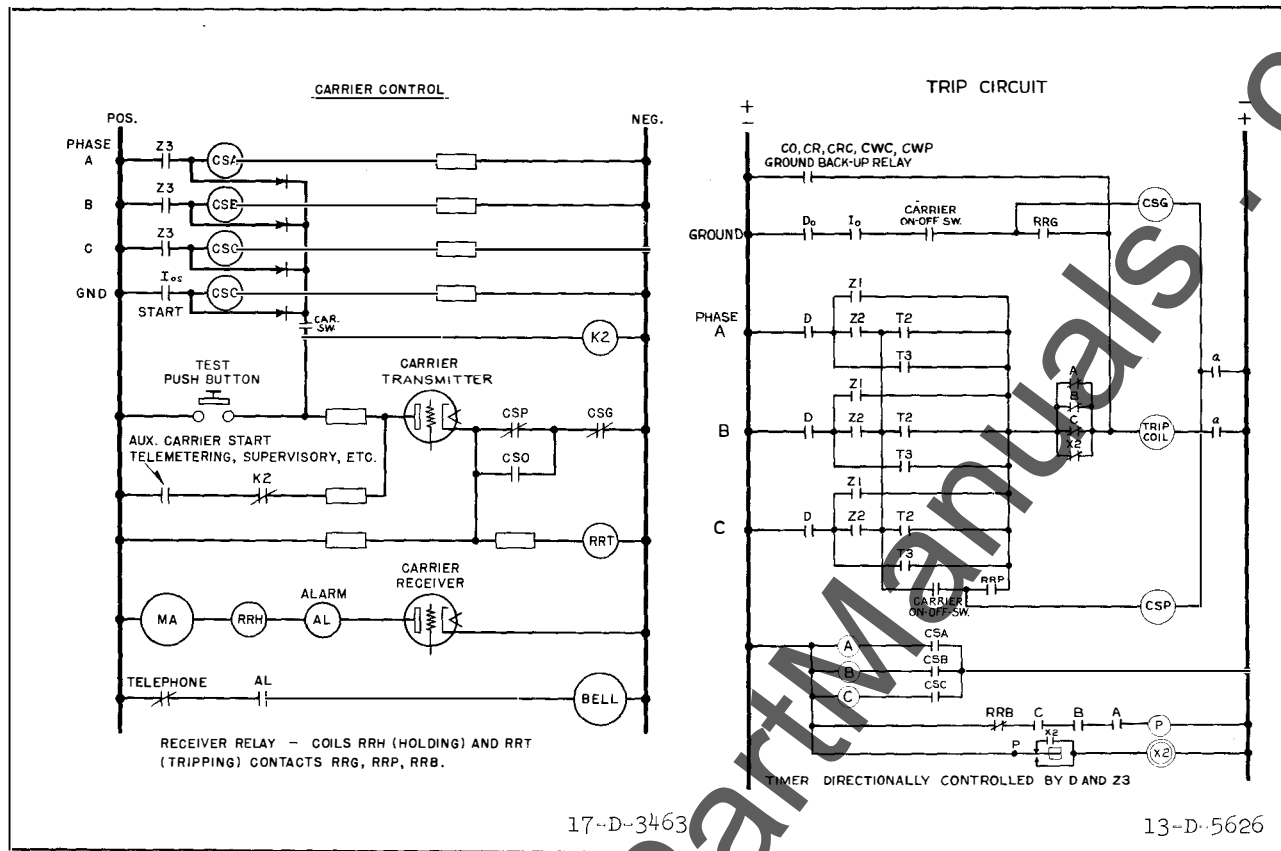 CARRIER CONTROL
POS.
NEG.
PHASE
A
Z3
CSA
B
Z3
CSB
C
Z3
CSC
GND
Ios
CSO
START
CAR.
SW.
K2
TEST
PUSH BUTTON
CARRIER
TRANSMITTER
CSP
CSG
CSO
AUX. CARRIER START
TELEMETERING, SUPERVISORY, ETC.
K2
RRT
CARRIER
RECEIVER
ALARM
MA
RRH
AL
TELEPHONE
AL
BELL
RECEIVER RELAY – COILS RRH (HOLDING) AND RRT
(TRIPPING) CONTACTS RRG, RRP, RRB.
17-D-3463
TRIP CIRCUIT
+
−
−
+
CO, CR, CRC, CWC, CWP
GROUND BACK-UP RELAY
CSG
GROUND
Do
Io
CARRIER
ON-OFF SW.
RRG
PHASE
A
D
Z1
Z2
T2
T3
a
B
D
Z1
Z2
T2
T3
A
B
C
X2
TRIP
COIL
a
C
D
Z1
Z2
T2
T3
CARRIER
ON-OFF-SW.
RRP
CSP
A
CSA
B
CSB
C
CSC
RRB
C
B
A
P
P
X2
X2
TIMER DIRECTIONALLY CONTROLLED BY D AND Z3
13-D-5626